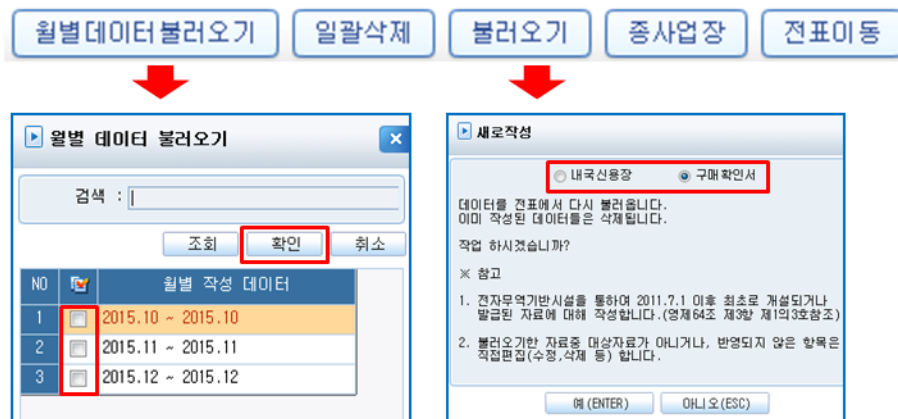 월별데이터불러오기 일괄삭제 불러오기 종사업장 전표이동
월별 데이터 불러오기
검색 :
조회 확인 취소
NO 월별 작성 데이터
1 2015.10 ~ 2015.10
2 2015.11 ~ 2015.11
3 2015.12 ~ 2015.12
새로작성
내국신용장 구매확인서
데이터를 전표에서 다시 불러옵니다.
이미 작성된 데이터들은 삭제됩니다.
작업 하시겠습니까?
※ 참고
1. 전자무역기반시설을 통하여 2011.7.1 이후 최초로 개설되거나
발급된 자료에 대해 작성합니다.(영제64조 제3항 제1의3호참조)
2. 불러오기한 자료중 대상자료가 아니거나, 반영되지 않은 항목은
직접편집(수정,삭제 등) 합니다.
예(ENTER) 아니오(ESC)